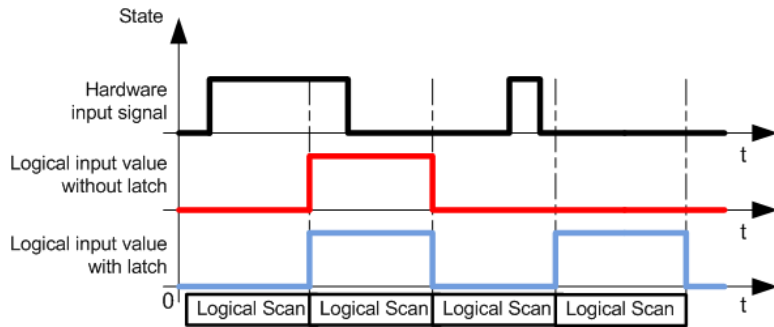 State
Hardware
input signal
t
Logical input value
without latch
t
Logical input value
with latch
0
t
Logical Scan
Logical Scan
Logical Scan
Logical Scan